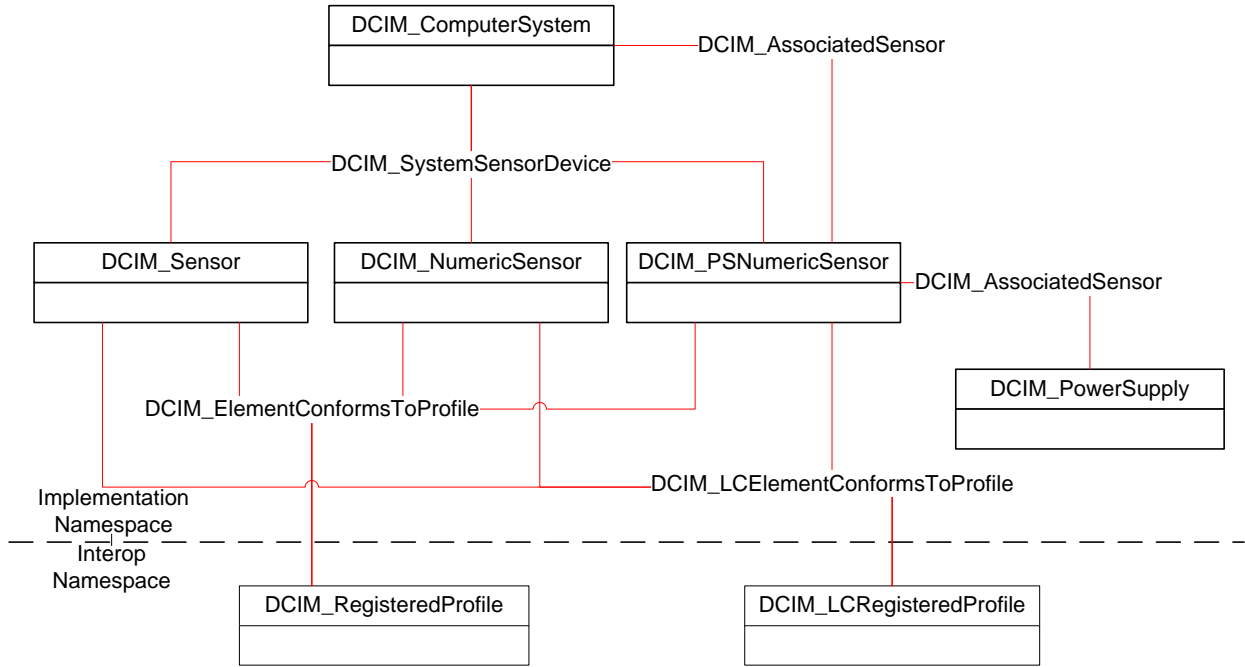 DCIM_ComputerSystem
DCIM_AssociatedSensor
DCIM_SystemSensorDevice
DCIM_Sensor
DCIM_NumericSensor
DCIM_PSNumericSensor
DCIM_AssociatedSensor
DCIM_PowerSupply
DCIM_ElementConformsToProfile
DCIM_LCElementConformsToProfile
Implementation
Namespace
Interop
Namespace
DCIM_RegisteredProfile
DCIM_LCRegisteredProfile